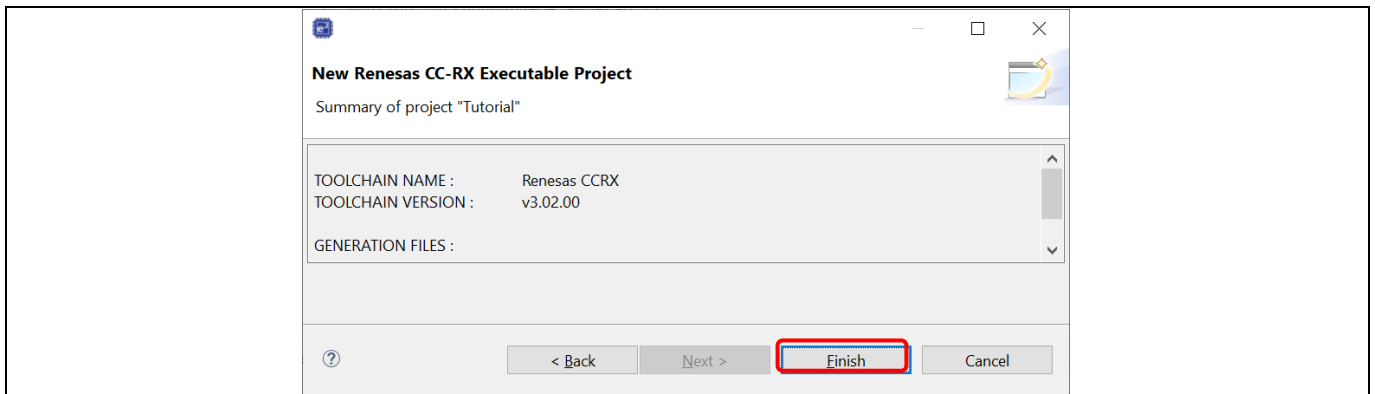 New Renesas CC-RX Executable Project
Summary of project "Tutorial"
TOOLCHAIN NAME : Renesas CCRX
TOOLCHAIN VERSION : v3.02.00
GENERATION FILES :
< Back Next > Finish Cancel